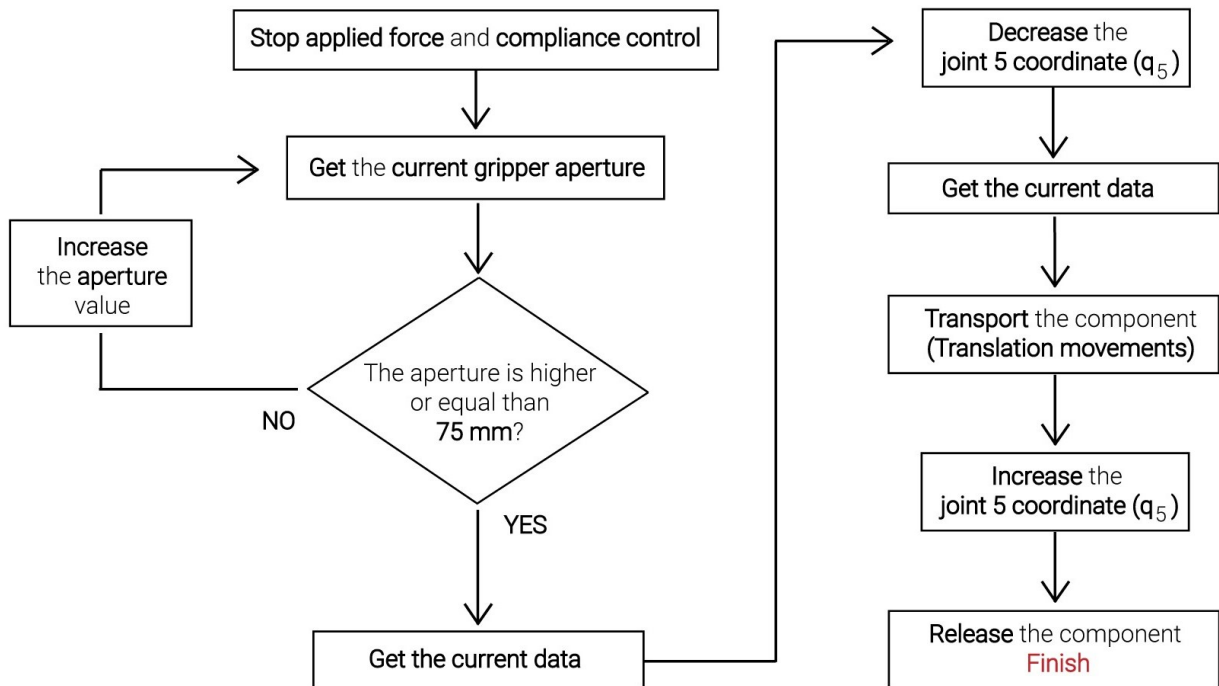 Stop applied force and compliance control
Get the current gripper aperture
Increase
the aperture
value
The aperture is higher
or equal than
75 mm?
NO
YES
Get the current data
Decrease the
joint 5 coordinate (q₅)
Get the current data
Transport the component
(Translation movements)
Increase the
joint 5 coordinate (q₅)
Release the component
Finish